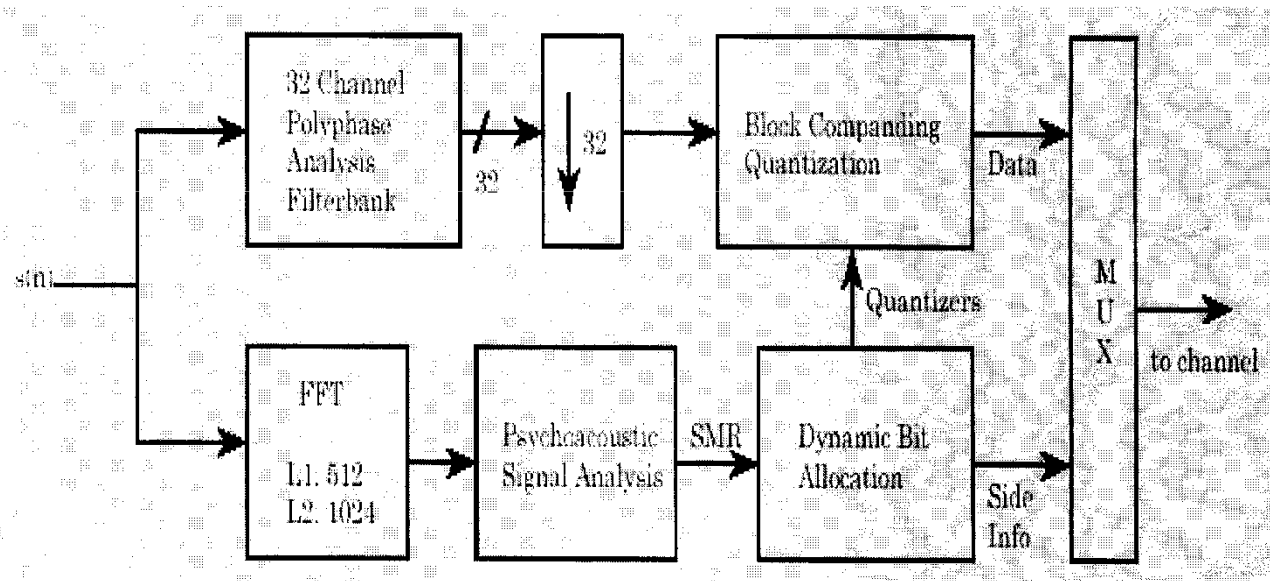 32 Channel
Polyphase
Analysis
Filterbank
32
32
Block Companding
Quantization
Data
s(n)
M
U
X
to channel
Quantizers
FFT
L1: 512
L2: 1024
Psychoacoustic
Signal Analysis
SMR
Dynamic Bit
Allocation
Side
Info